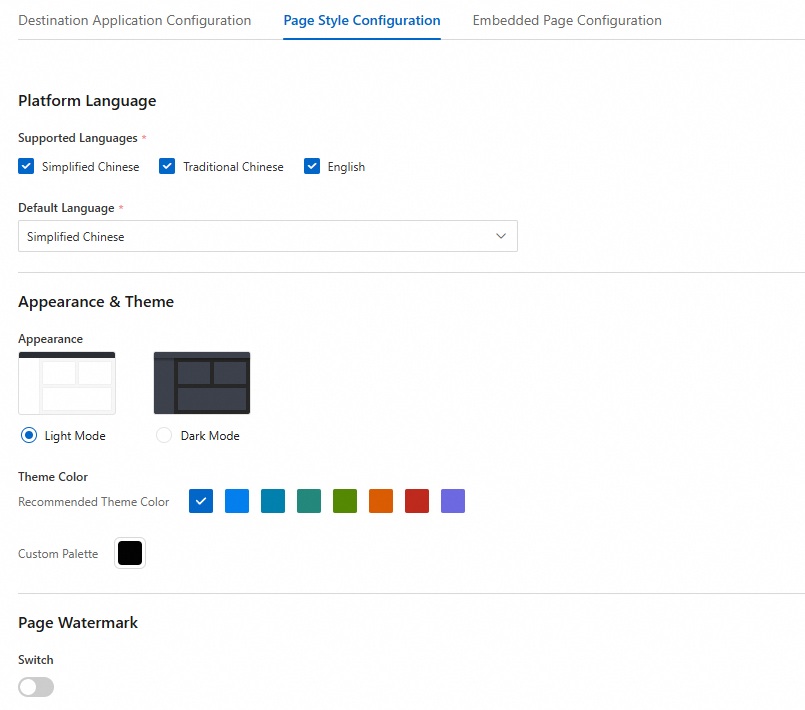 Destination Application Configuration Page Style Configuration Embedded Page Configuration
Platform Language
Supported Languages *
Simplified Chinese Traditional Chinese English
Default Language *
Simplified Chinese
Appearance & Theme
Appearance
Light Mode Dark Mode
Theme Color
Recommended Theme Color
Custom Palette
Page Watermark
Switch